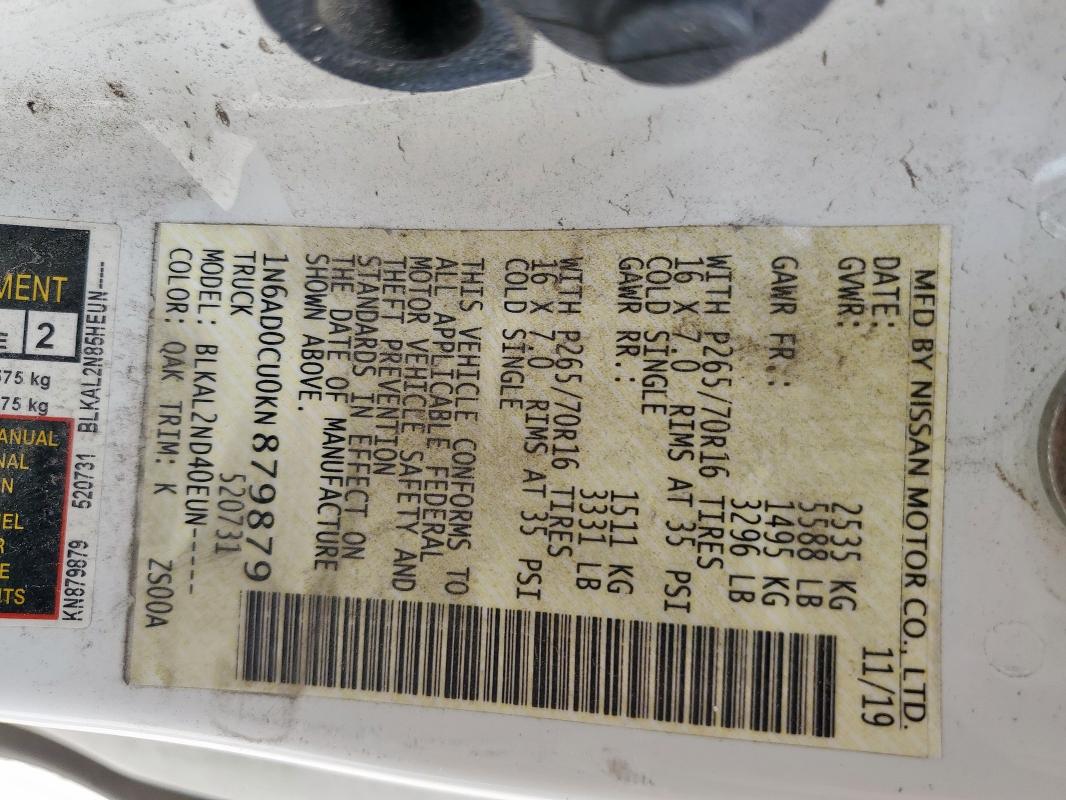 MFD BY NISSAN MOTOR CO., LTD.
DATE: 11/19
GVWR: 2535 KG
5588 LB
GAWR FR.: 1495 KG
3296 LB
WITH P265/70R16 TIRES
16 X 7.0 RIMS AT 35 PSI
COLD SINGLE
GAWR RR.: 1511 KG
3331 LB
WITH P265/70R16 TIRES
16 X 7.0 RIMS AT 35 PSI
COLD SINGLE
THIS VEHICLE CONFORMS TO
ALL APPLICABLE FEDERAL
MOTOR VEHICLE SAFETY AND
THEFT PREVENTION
STANDARDS IN EFFECT ON
THE DATE OF MANUFACTURE
SHOWN ABOVE.
1N6AD0CU0KN879879
TRUCK 520731
MODEL: BLKAL2ND40EUN-----
COLOR: QAK TRIM: K ZS00A
MENT
E 2
575 kg
75 kg
ANUAL
NAL
N
EL
R
E
TS
KN879879 520731 BLKAL2N85HEUN----